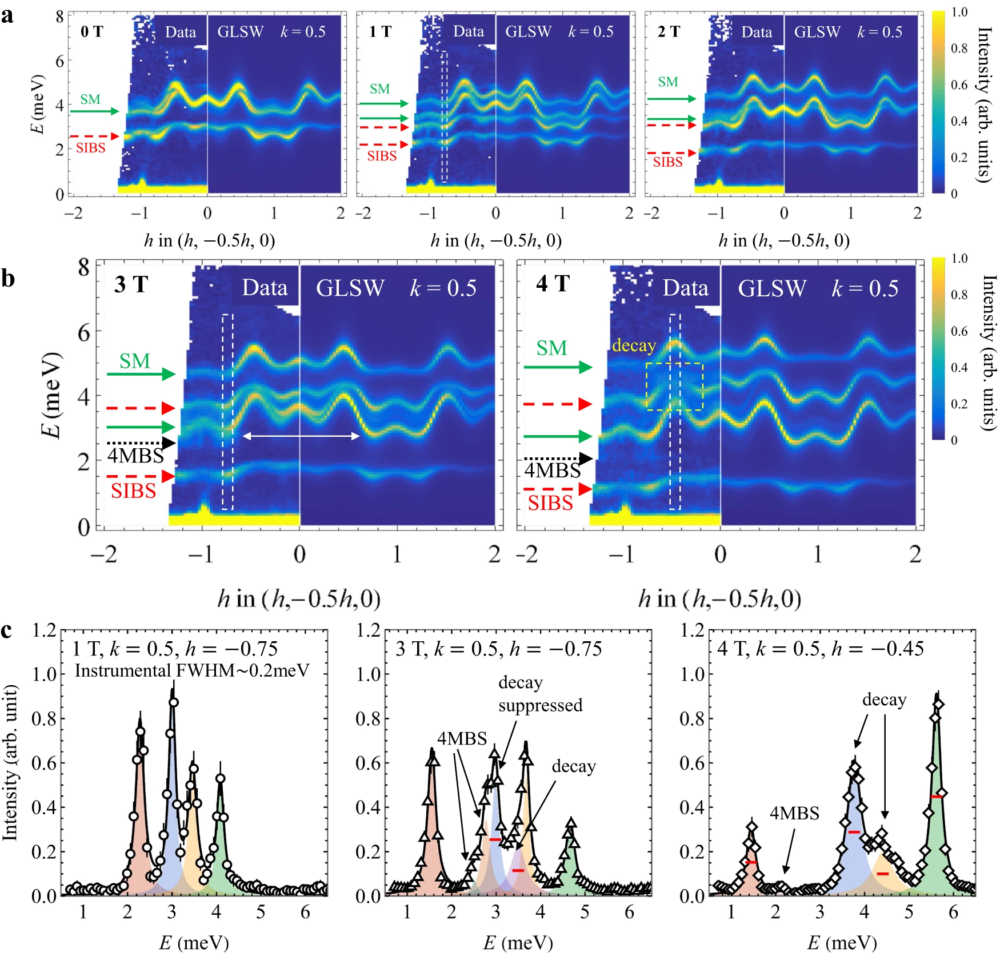 a
0 T
Data
GLSW
k = 0.5
SM
SIBS
E (meV)
8
6
4
2
0
−2
−1
0
1
2
h in (h, −0.5h, 0)
1 T
Data
GLSW
k = 0.5
SM
SIBS
−2
−1
0
1
2
h in (h, −0.5h, 0)
2 T
Data
GLSW
k = 0.5
SM
SIBS
−2
−1
0
1
2
h in (h, −0.5h, 0)
1.0
0.8
0.6
0.4
0.2
0
Intensity (arb. units)
b
3 T
Data
GLSW
k = 0.5
SM
4MBS
SIBS
E (meV)
8
6
4
2
0
−2
−1
0
1
2
h in (h,−0.5h,0)
4 T
Data
GLSW
k = 0.5
SM
decay
4MBS
SIBS
-2
−1
0
1
2
h in (h,−0.5h,0)
1.0
0.8
0.6
0.4
0.2
0
Intensity (arb. units)
c
1 T, k = 0.5, h = −0.75
Instrumental FWHM~0.2meV
Intensity (arb. unit)
1.2
1.0
0.8
0.6
0.4
0.2
0.0
1
2
3
4
5
6
E (meV)
3 T, k = 0.5, h = −0.75
decay
suppressed
4MBS
decay
1.2
1.0
0.8
0.6
0.4
0.2
0.0
1
2
3
4
5
6
E (meV)
4 T, k = 0.5, h = −0.45
decay
4MBS
1.2
1.0
0.8
0.6
0.4
0.2
0.0
1
2
3
4
5
6
E (meV)